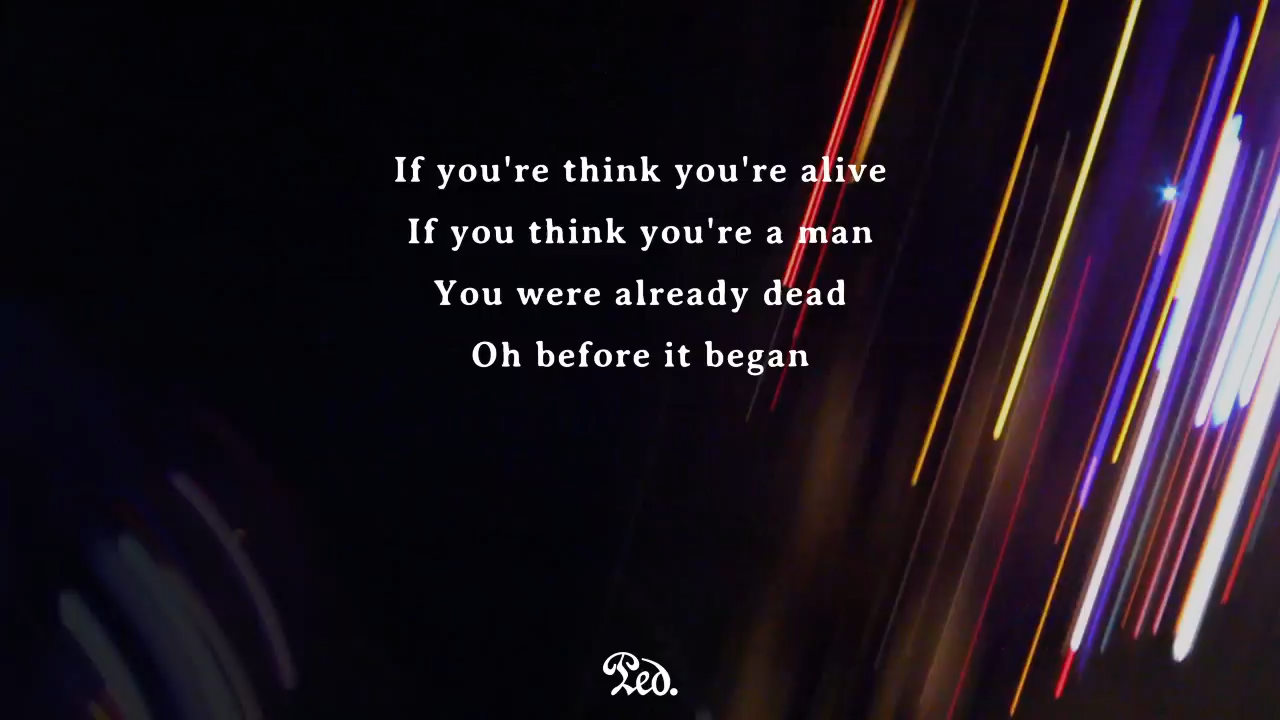 If you're think you're alive
If you think you're a man
You were already dead
Oh before it began
Ped.